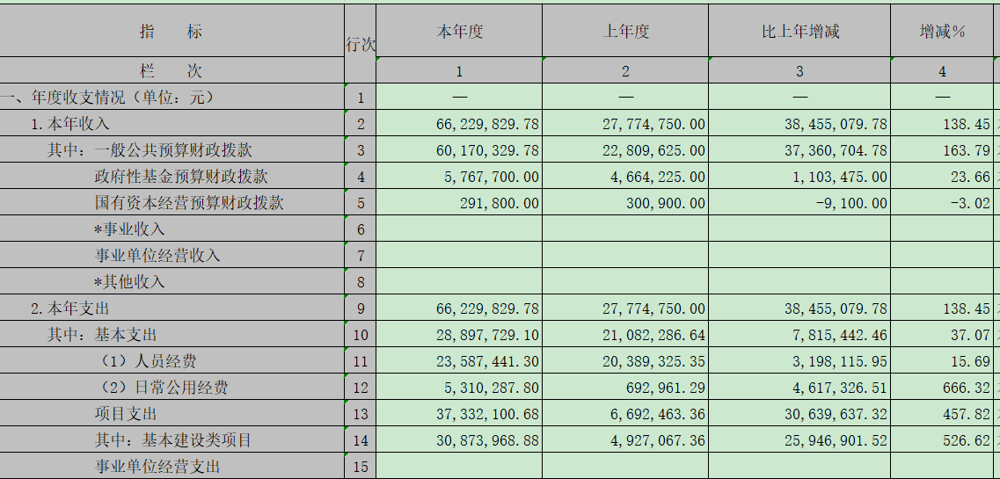 指 标 行次 本年度 上年度 比上年增减 增减％
栏 次 1 2 3 4
一、年度收支情况（单位：元） 1 — — — —
1.本年收入 2 66,229,829.78 27,774,750.00 38,455,079.78 138.45
其中：一般公共预算财政拨款 3 60,170,329.78 22,809,625.00 37,360,704.78 163.79
政府性基金预算财政拨款 4 5,767,700.00 4,664,225.00 1,103,475.00 23.66
国有资本经营预算财政拨款 5 291,800.00 300,900.00 -9,100.00 -3.02
*事业收入 6
事业单位经营收入 7
*其他收入 8
2.本年支出 9 66,229,829.78 27,774,750.00 38,455,079.78 138.45
其中：基本支出 10 28,897,729.10 21,082,286.64 7,815,442.46 37.07
（1）人员经费 11 23,587,441.30 20,389,325.35 3,198,115.95 15.69
（2）日常公用经费 12 5,310,287.80 692,961.29 4,617,326.51 666.32
项目支出 13 37,332,100.68 6,692,463.36 30,639,637.32 457.82
其中：基本建设类项目 14 30,873,968.88 4,927,067.36 25,946,901.52 526.62
事业单位经营支出 15